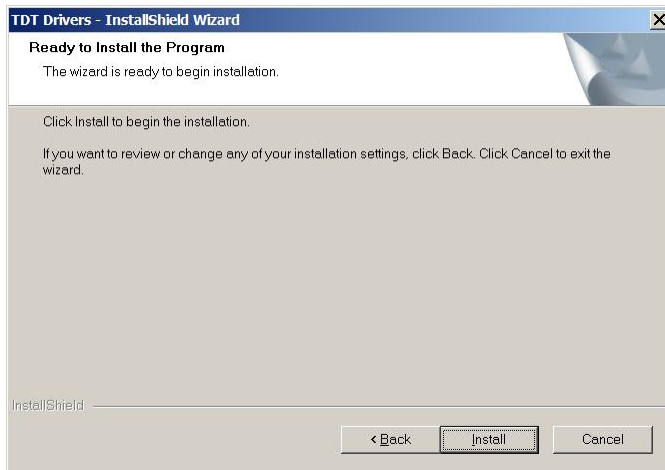 TDT Drivers - InstallShield Wizard
Ready to Install the Program
The wizard is ready to begin installation.
Click Install to begin the installation.
If you want to review or change any of your installation settings, click Back. Click Cancel to exit the
wizard.
InstallShield
< Back Install Cancel